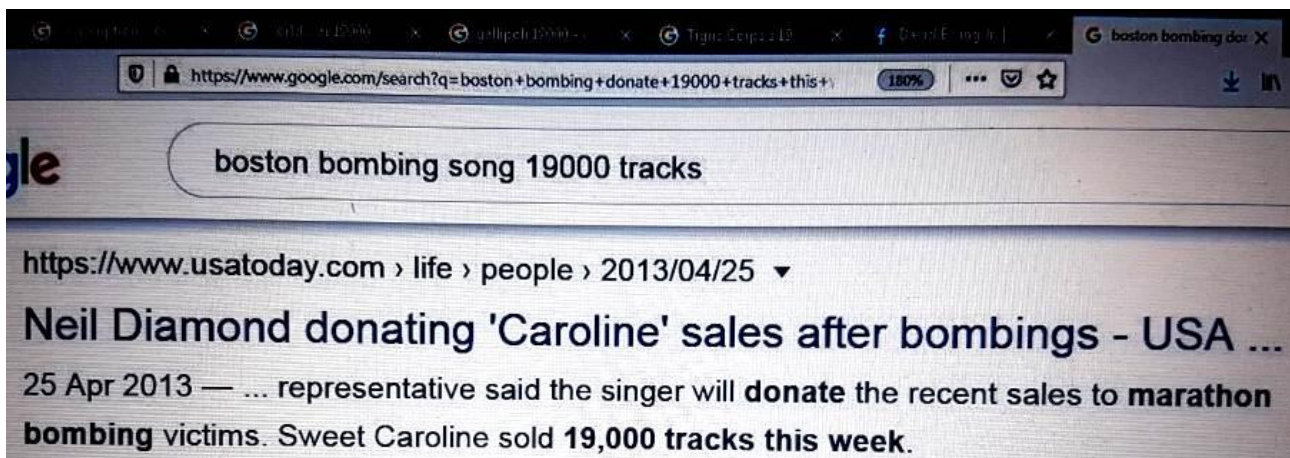 boston bombing dor
https://www.google.com/search?q=boston+bombing+donate+19000+tracks+this+
180%
boston bombing song 19000 tracks
https://www.usatoday.com › life › people › 2013/04/25
Neil Diamond donating 'Caroline' sales after bombings - USA ...
25 Apr 2013 — ... representative said the singer will donate the recent sales to marathon
bombing victims. Sweet Caroline sold 19,000 tracks this week.